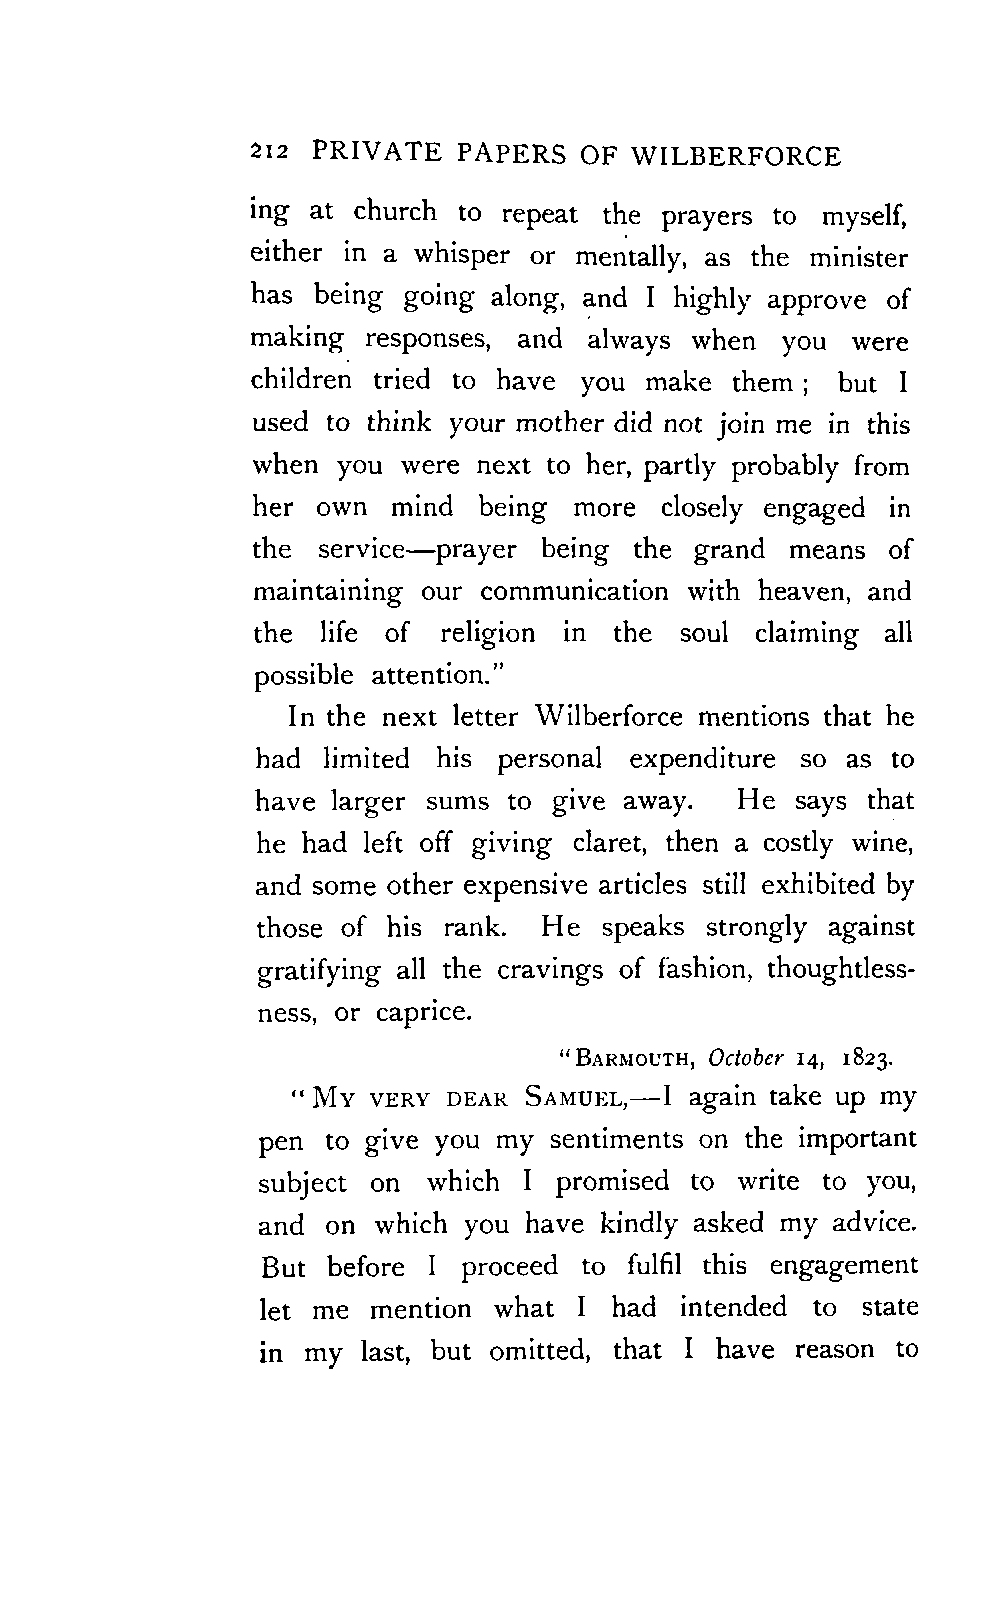 212 PRIVATE PAPERS OF WILBERFORCE
ing at church to repeat the prayers to myself,
either in a whisper or mentally, as the minister
has being going along, and I highly approve of
making responses, and always when you were
children tried to have you make them ; but I
used to think your mother did not join me in this
when you were next to her, partly probably from
her own mind being more closely engaged in
the service—prayer being the grand means of
maintaining our communication with heaven, and
the life of religion in the soul claiming all
possible attention."
In the next letter Wilberforce mentions that he
had limited his personal expenditure so as to
have larger sums to give away. He says that
he had left off giving claret, then a costly wine,
and some other expensive articles still exhibited by
those of his rank. He speaks strongly against
gratifying all the cravings of fashion, thoughtless-
ness, or caprice.
"BARMOUTH, October 14, 1823.
"MY VERY DEAR SAMUEL,—I again take up my
pen to give you my sentiments on the important
subject on which I promised to write to you,
and on which you have kindly asked my advice.
But before I proceed to fulfil this engagement
let me mention what I had intended to state
in my last, but omitted, that I have reason to